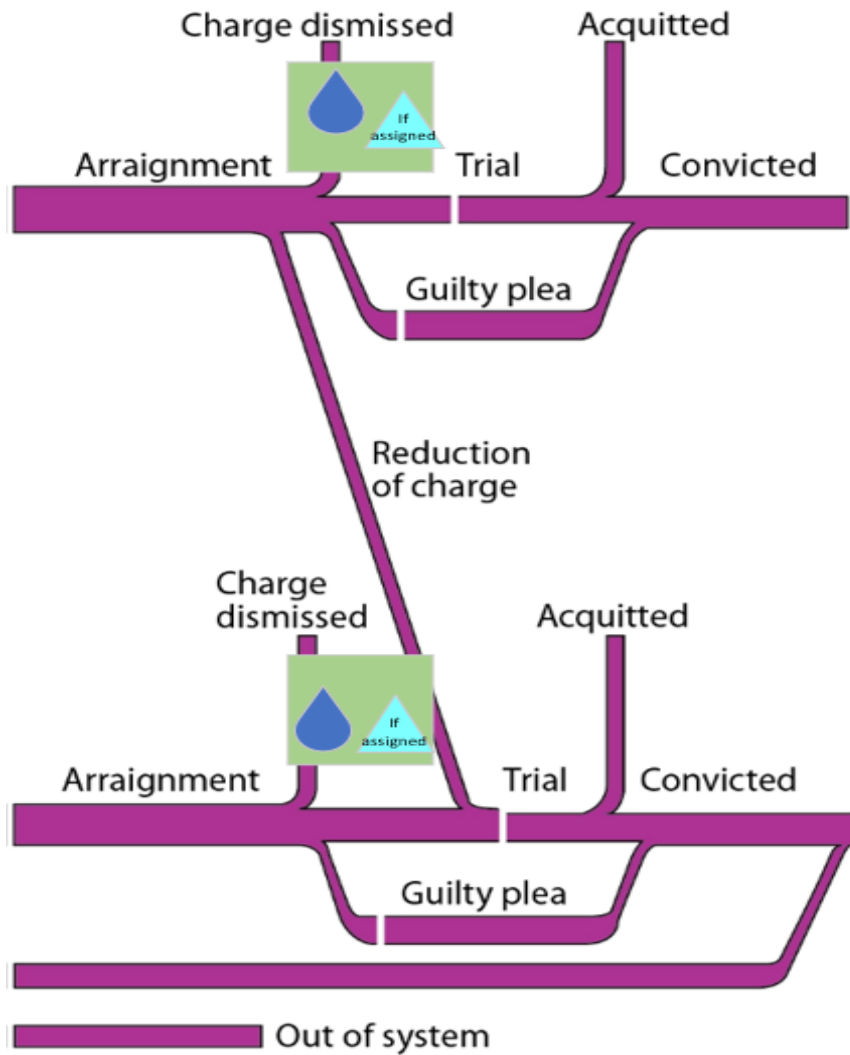 Charge dismissed
Acquitted
If
assigned
Arraignment
Trial
Convicted
Guilty plea
Reduction
of charge
Charge
dismissed
Acquitted
If
assigned
Arraignment
Trial
Convicted
Guilty plea
Out of system